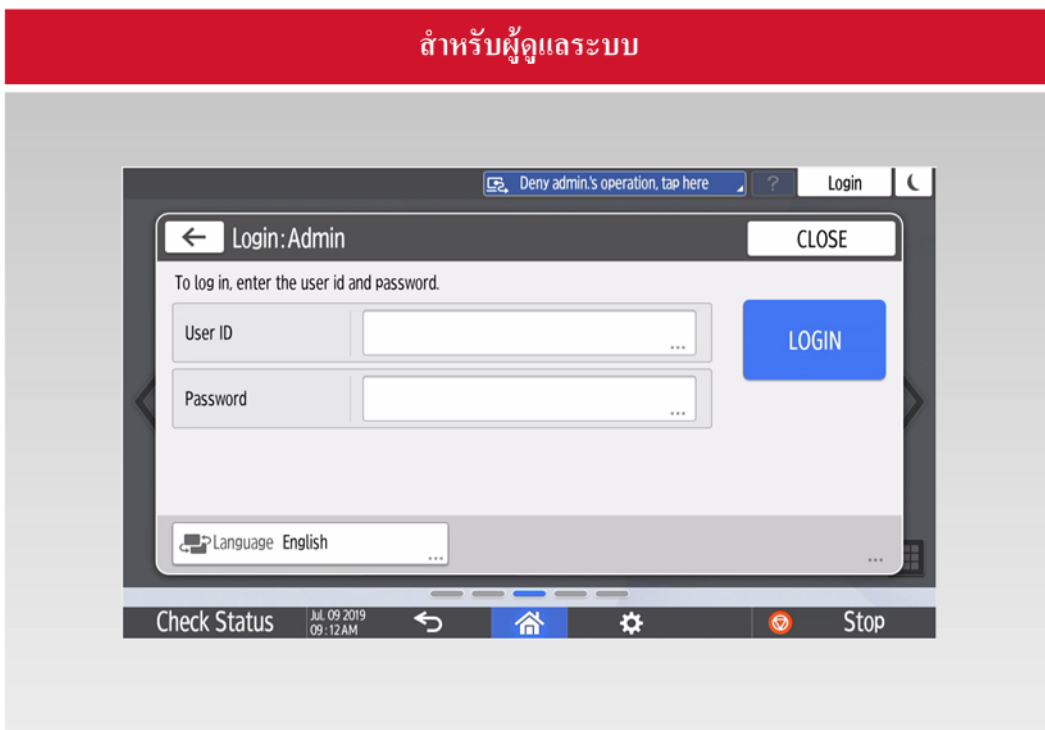 สำหรับผู้ดูแลระบบ
Deny admin.'s operation, tap here
?
Login
Login:Admin
CLOSE
To log in, enter the user id and password.
User ID
...
LOGIN
Password
...
Language English
...
...
Check Status
Jul. 09 2019
09:12AM
Stop